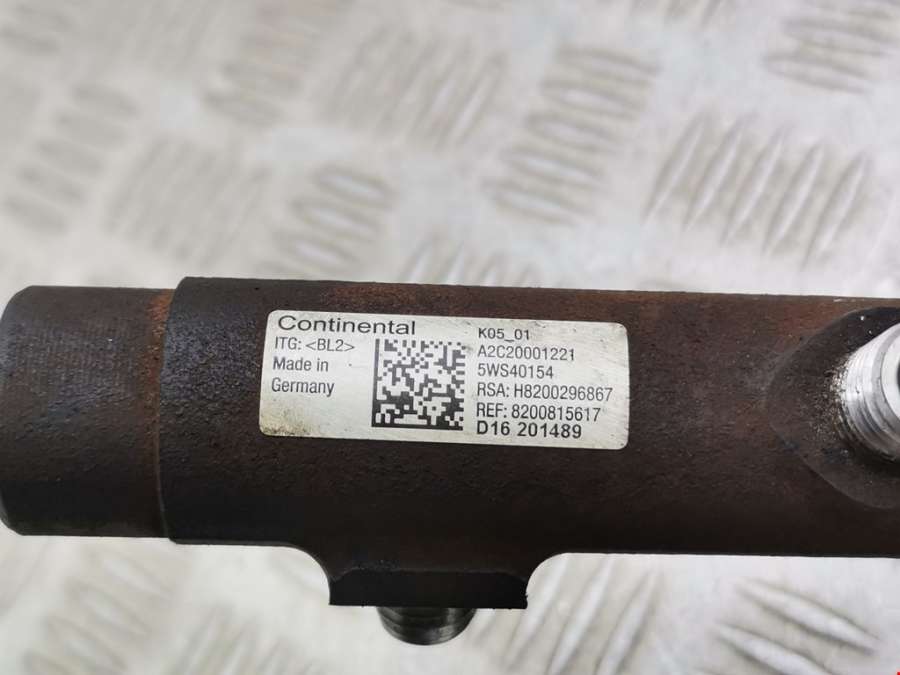 Continental
ITG: <BL2>
Made in
Germany
K05_01
A2C20001221
5WS40154
RSA: H8200296867
REF: 8200815617
D16 201489